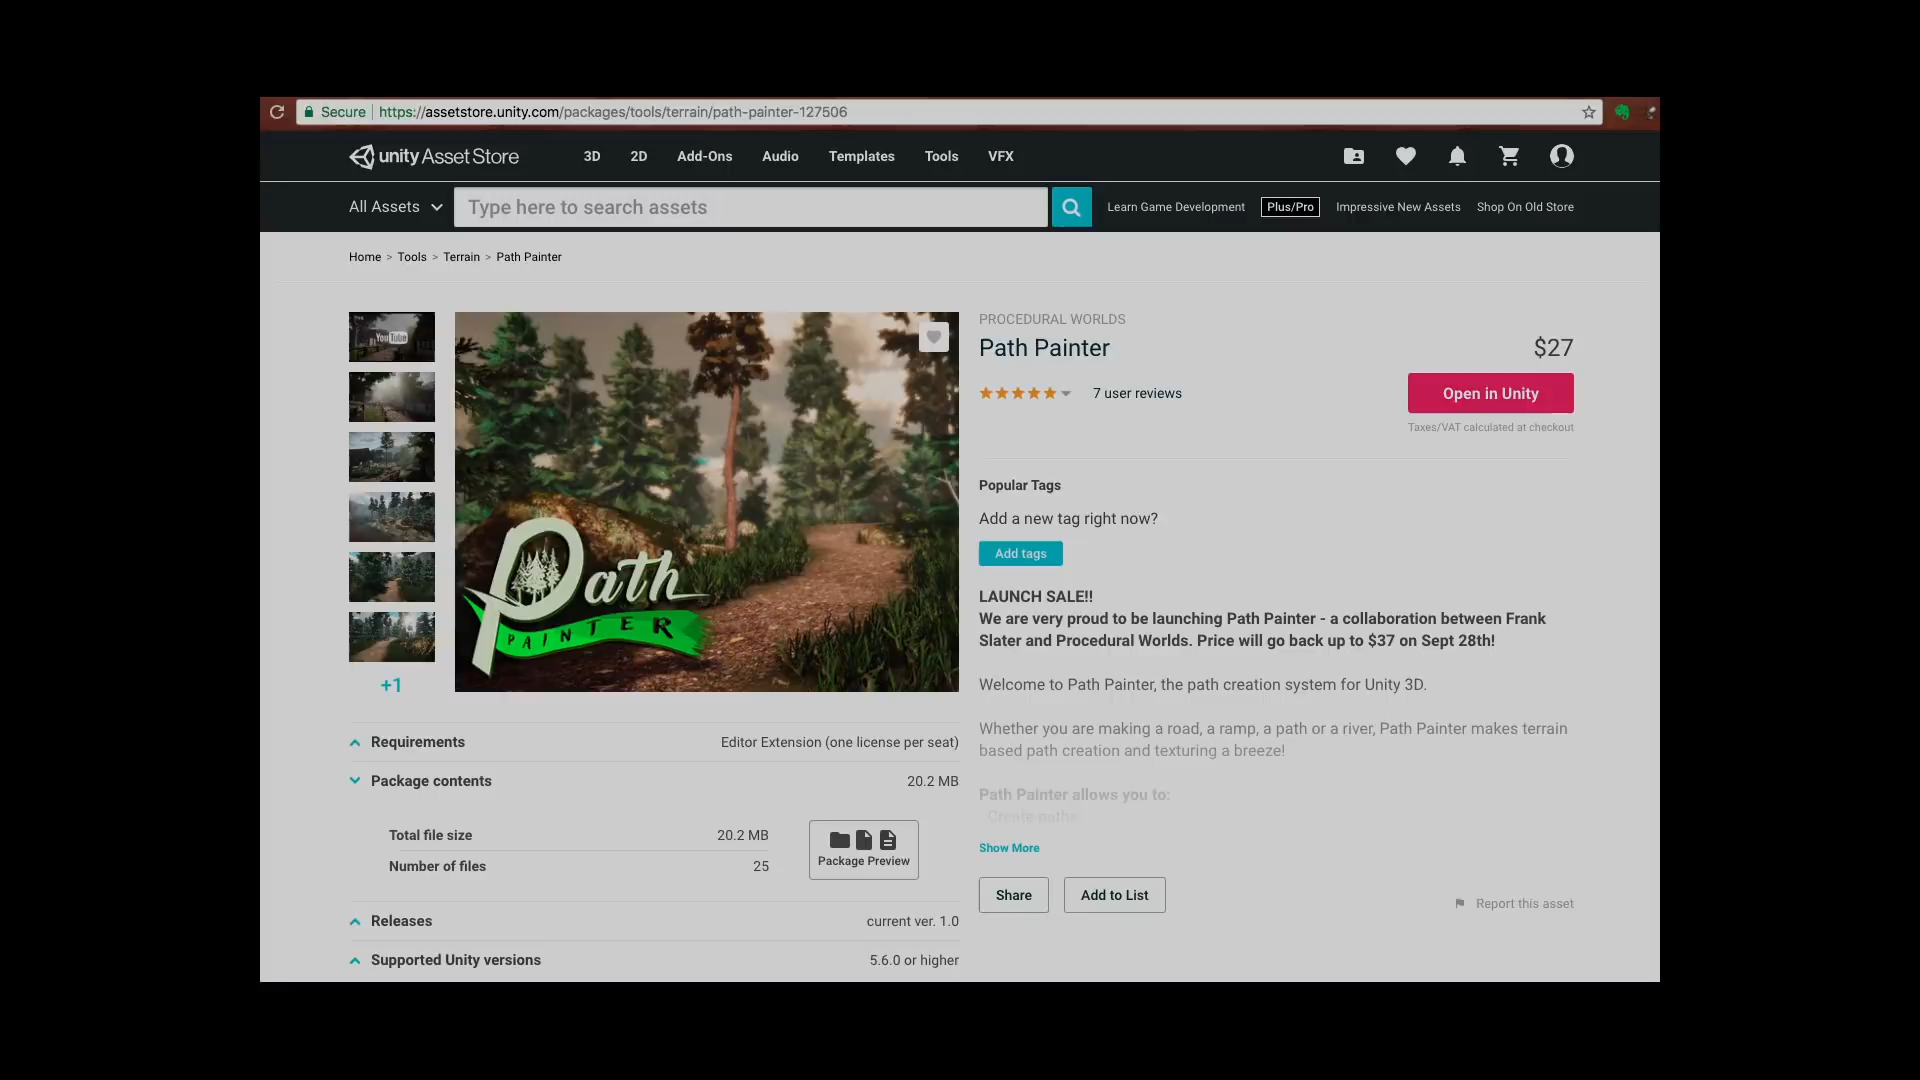 Secure https://assetstore.unity.com/packages/tools/terrain/path-painter-127506
unity Asset Store 3D 2D Add-Ons Audio Templates Tools VFX
All Assets Type here to search assets Learn Game Development Plus/Pro Impressive New Assets Shop On Old Store
Home > Tools > Terrain > Path Painter
YouTube
Path
PAINTER
+1
Requirements Editor Extension (one license per seat)
Package contents 20.2 MB
Total file size 20.2 MB
Number of files 25
Package Preview
Releases current ver. 1.0
Supported Unity versions 5.6.0 or higher
PROCEDURAL WORLDS
Path Painter $27
7 user reviews
Open in Unity
Taxes/VAT calculated at checkout
Popular Tags
Add a new tag right now?
Add tags
LAUNCH SALE!!
We are very proud to be launching Path Painter - a collaboration between Frank
Slater and Procedural Worlds. Price will go back up to $37 on Sept 28th!
Welcome to Path Painter, the path creation system for Unity 3D.
Whether you are making a road, a ramp, a path or a river, Path Painter makes terrain
based path creation and texturing a breeze!
Path Painter allows you to:
Create paths
Show More
Share Add to List
Report this asset